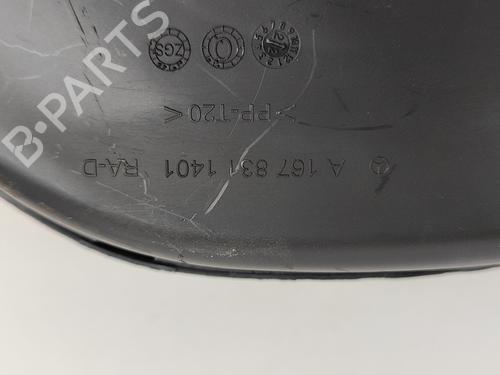 B-PARTS
ZGS
>PP-T20<
A 167 831 1401 RA-D